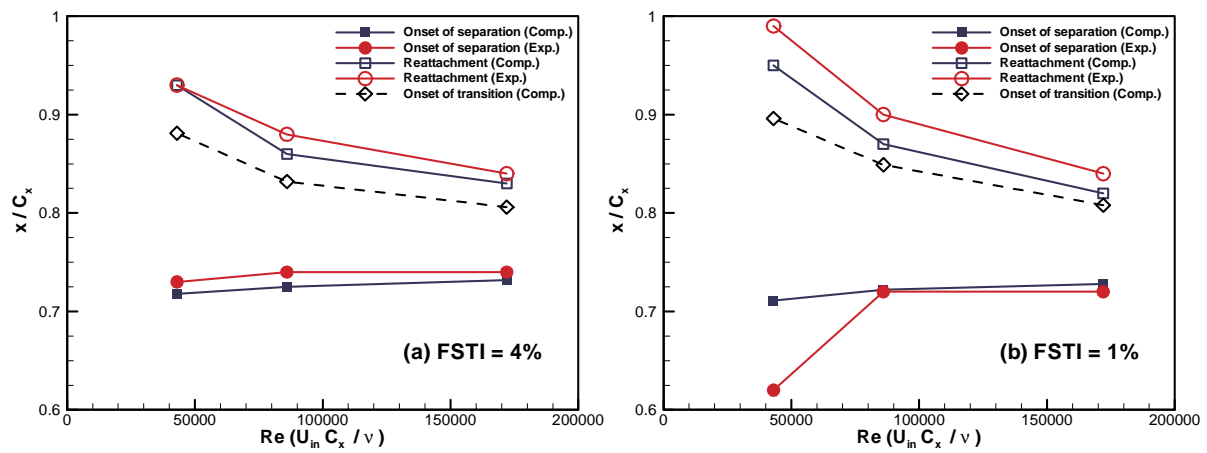 1
0.9
0.8
0.7
0.6
x / Cₓ
Onset of separation (Comp.)
Onset of separation (Exp.)
Reattachment (Comp.)
Reattachment (Exp.)
Onset of transition (Comp.)
(a) FSTI = 4%
0 50000 100000 150000 200000
Re (Uᵢₙ Cₓ / ν )
1
0.9
0.8
0.7
0.6
x / Cₓ
Onset of separation (Comp.)
Onset of separation (Exp.)
Reattachment (Comp.)
Reattachment (Exp.)
Onset of transition (Comp.)
(b) FSTI = 1%
0 50000 100000 150000 200000
Re (Uᵢₙ Cₓ / ν )